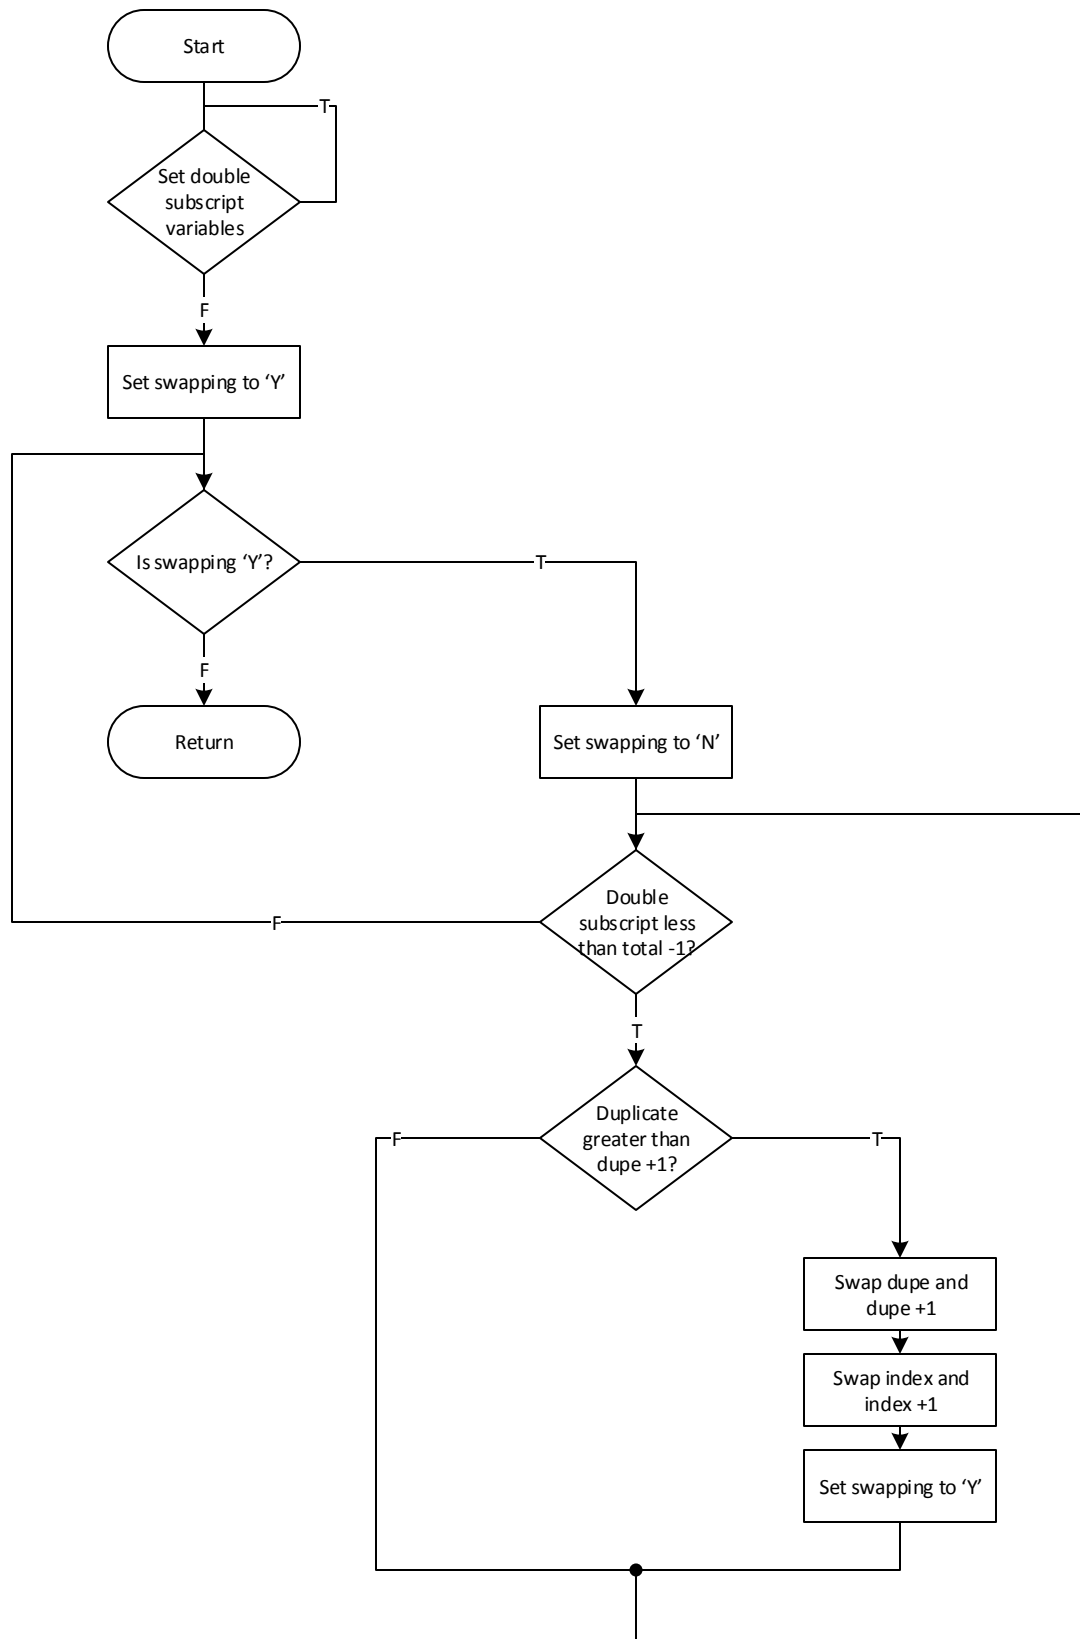 Start
T
Set double
subscript
variables
F
Set swapping to ‘Y’
Is swapping ‘Y’?
T
F
Return
Set swapping to ‘N’
Double
subscript less
than total -1?
F
T
Duplicate
greater than
dupe +1?
F
T
Swap dupe and
dupe +1
Swap index and
index +1
Set swapping to ‘Y’